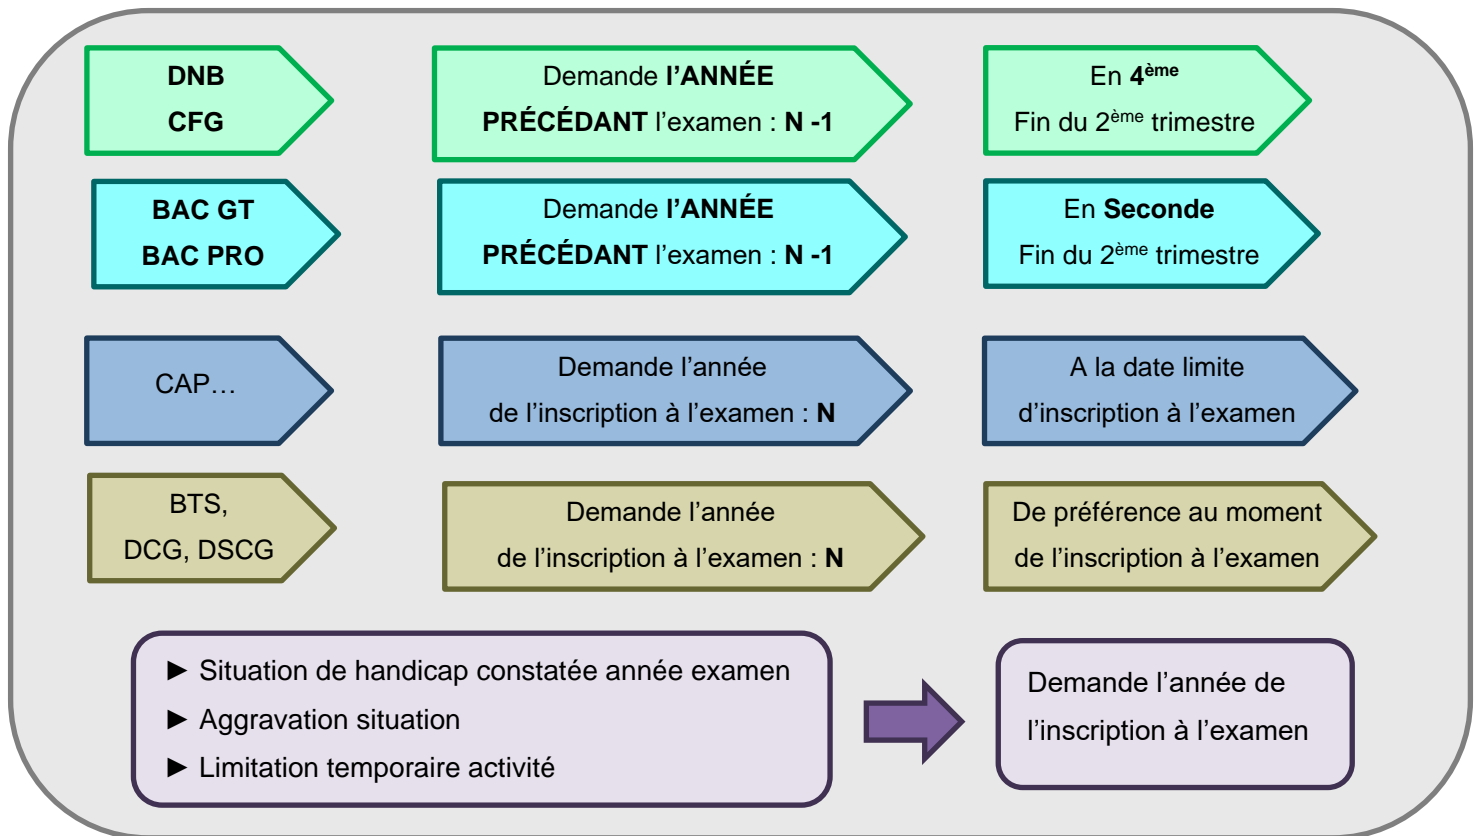 DNB
CFG
Demande l’ANNÉE
PRÉCÉDANT l’examen : N -1
En 4ème
Fin du 2ème trimestre
BAC GT
BAC PRO
Demande l’ANNÉE
PRÉCÉDANT l’examen : N -1
En Seconde
Fin du 2ème trimestre
CAP…
Demande l’année
de l’inscription à l’examen : N
A la date limite
d’inscription à l’examen
BTS,
DCG, DSCG
Demande l’année
de l’inscription à l’examen : N
De préférence au moment
de l’inscription à l’examen
► Situation de handicap constatée année examen
► Aggravation situation
► Limitation temporaire activité
Demande l’année de
l’inscription à l’examen